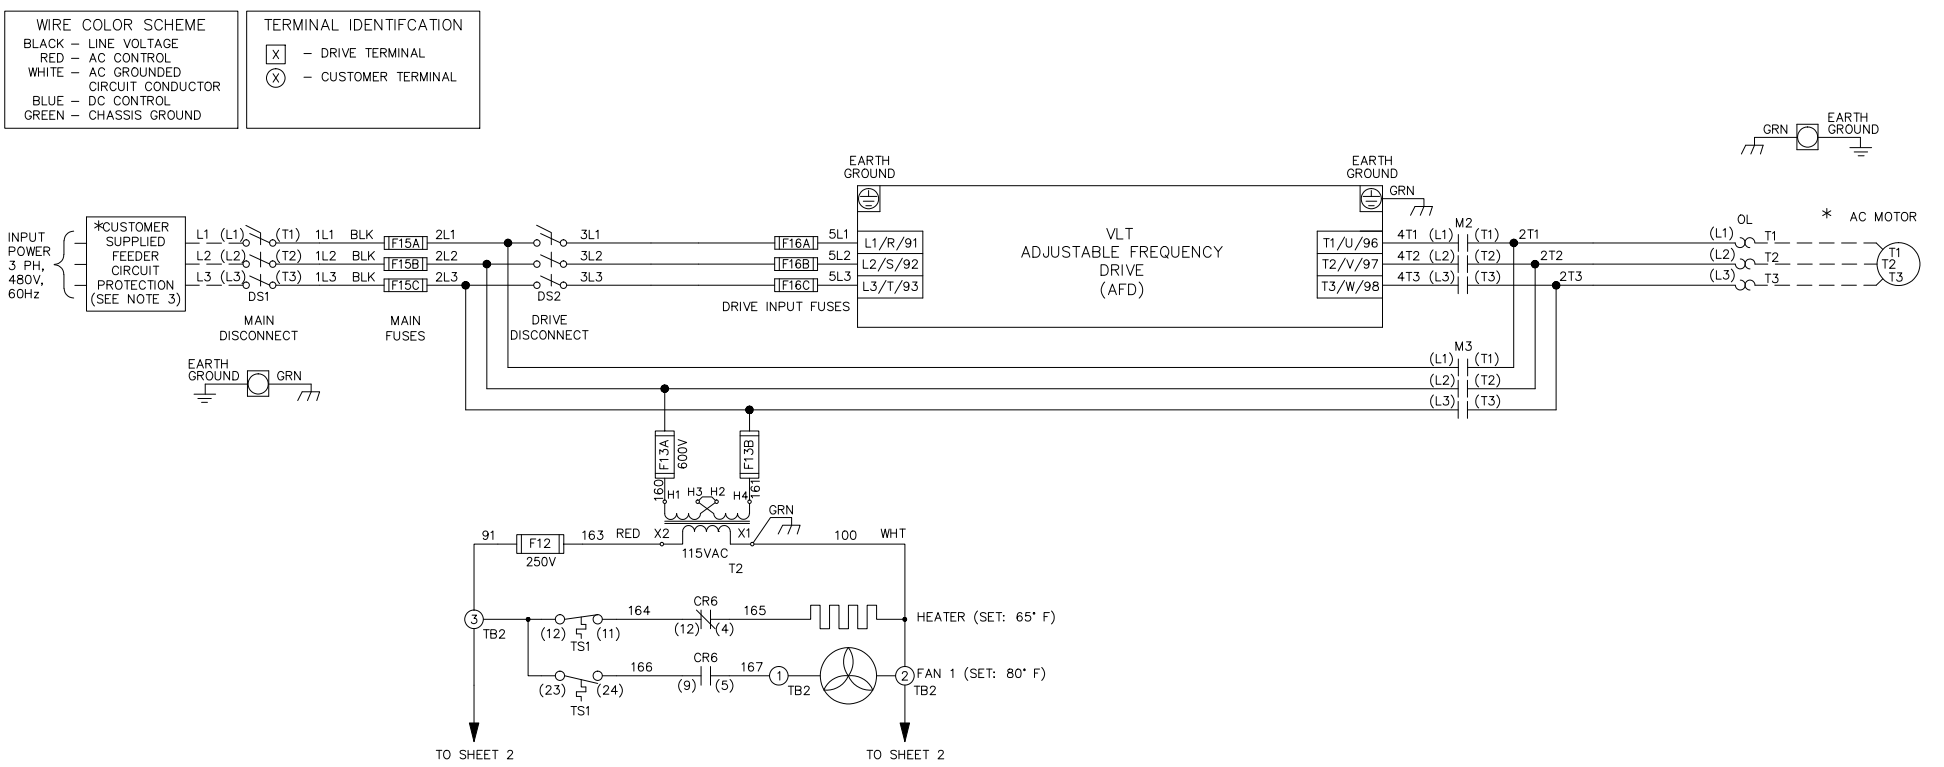 WIRE COLOR SCHEME
BLACK – LINE VOLTAGE
RED – AC CONTROL
WHITE – AC GROUNDED
CIRCUIT CONDUCTOR
BLUE – DC CONTROL
GREEN – CHASSIS GROUND
TERMINAL IDENTIFCATION
X – DRIVE TERMINAL
X – CUSTOMER TERMINAL
GRN
EARTH
GROUND
INPUT
POWER
3 PH,
480V,
60Hz
*CUSTOMER
SUPPLIED
FEEDER
CIRCUIT
PROTECTION
(SEE NOTE 3)
L1 (L1) (T1) 1L1 BLK F15A 2L1 3L1 F16A 5L1 L1/R/91
L2 (L2) (T2) 1L2 BLK F15B 2L2 3L2 F16B 5L2 L2/S/92
L3 (L3) (T3) 1L3 BLK F15C 2L3 3L3 F16C 5L3 L3/T/93
DS1
MAIN
DISCONNECT
MAIN
FUSES
DS2
DRIVE
DISCONNECT
DRIVE INPUT FUSES
EARTH
GROUND
VLT
ADJUSTABLE FREQUENCY
DRIVE
(AFD)
EARTH
GROUND
GRN
M2
T1/U/96 4T1 (L1) (T1) 2T1
T2/V/97 4T2 (L2) (T2) 2T2
T3/W/98 4T3 (L3) (T3) 2T3
OL
(L1) T1
(L2) T2
(L3) T3
* AC MOTOR
T1
T2
T3
M3
(L1) (T1)
(L2) (T2)
(L3) (T3)
EARTH
GROUND
GRN
F13A
600V
F13B
160
161
H1 H3 H2 H4
GRN
91 F12 163 RED X2 X1 100 WHT
250V
115VAC
T2
3
TB2
(12) (11)
TS1
164
CR6
(12) (4)
165
HEATER (SET: 65° F)
(23) (24)
TS1
166
CR6
(9) (5)
167
1
TB2
2
TB2
FAN 1 (SET: 80° F)
TO SHEET 2
TO SHEET 2